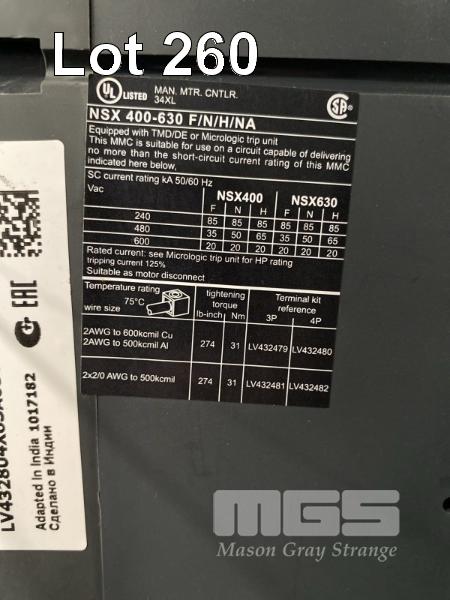 Lot 260
UL LISTED MAN. MTR. CNTLR.
34XL
NSX 400-630 F/N/H/NA
Equipped with TMD/DE or Micrologic trip unit
This MMC is suitable for use on a circuit capable of delivering
no more than the short-circuit current rating of this MMC
indicated here below;
SC current rating kA 50/60 Hz
Vac NSX400 NSX630
F N H F N H
240 85 85 85 85 85 85
480 35 50 65 35 50 65
600 20 20 20 20 20 20
Rated current: see Micrologic trip unit for HP rating
tripping current 125%
Suitable as motor disconnect
Temperature rating
75°C
wire size
tightening
torque
lb-inch Nm
Terminal kit
reference
3P 4P
2AWG to 600kcmil Cu
2AWG to 500kcmil Al
274 31 LV432479 LV432480
2x2/0 AWG to 500kcmil 274 31 LV432481 LV432482
EAC
Adapted in India 1017182
Сделано в Индии
MGS
Mason Gray Strange